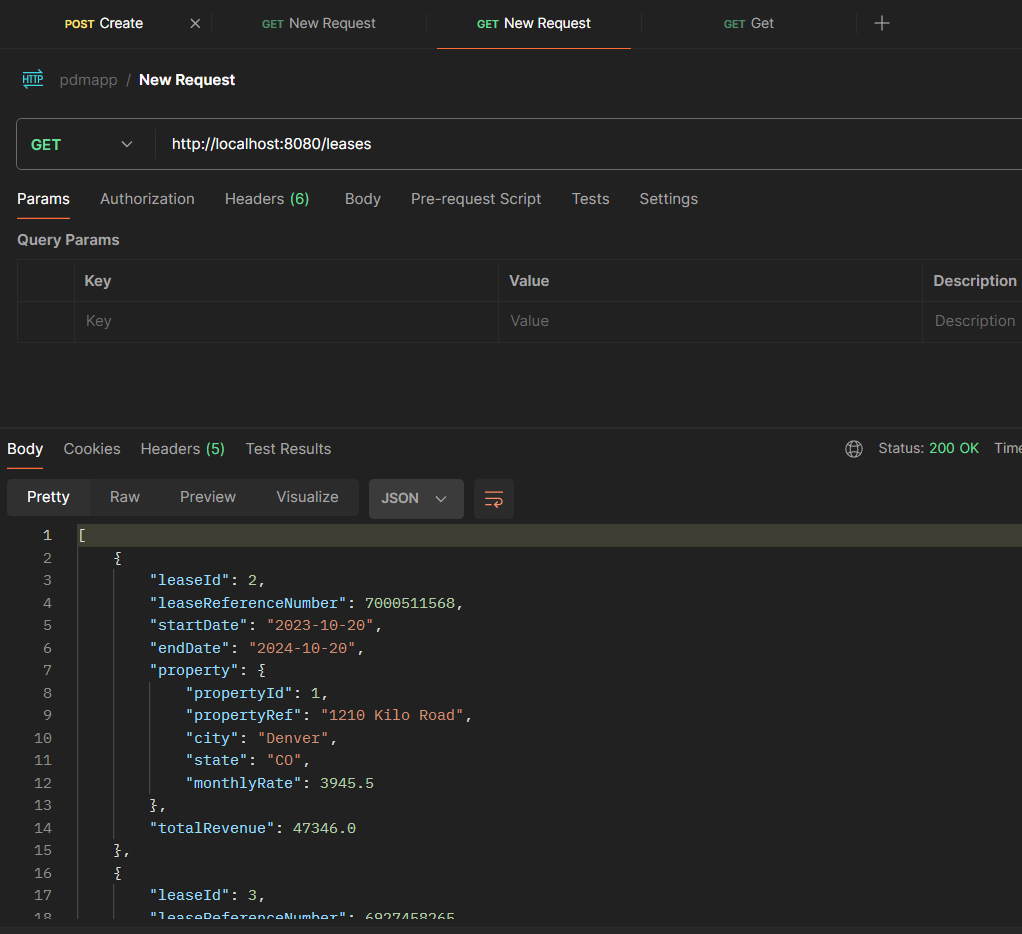 POST Create
GET New Request
GET New Request
GET Get
HTTP pdmapp / New Request
GET http://localhost:8080/leases
Params Authorization Headers (6) Body Pre-request Script Tests Settings
Query Params
Key Value Description
Key Value Description
Body Cookies Headers (5) Test Results Status: 200 OK Time
Pretty Raw Preview Visualize JSON
1 [
2 {
3 "leaseId": 2,
4 "leaseReferenceNumber": 7000511568,
5 "startDate": "2023-10-20",
6 "endDate": "2024-10-20",
7 "property": {
8 "propertyId": 1,
9 "propertyRef": "1210 Kilo Road",
10 "city": "Denver",
11 "state": "CO",
12 "monthlyRate": 3945.5
13 },
14 "totalRevenue": 47346.0
15 },
16 {
17 "leaseId": 3,
18 "leaseReferenceNumber": 6927458265